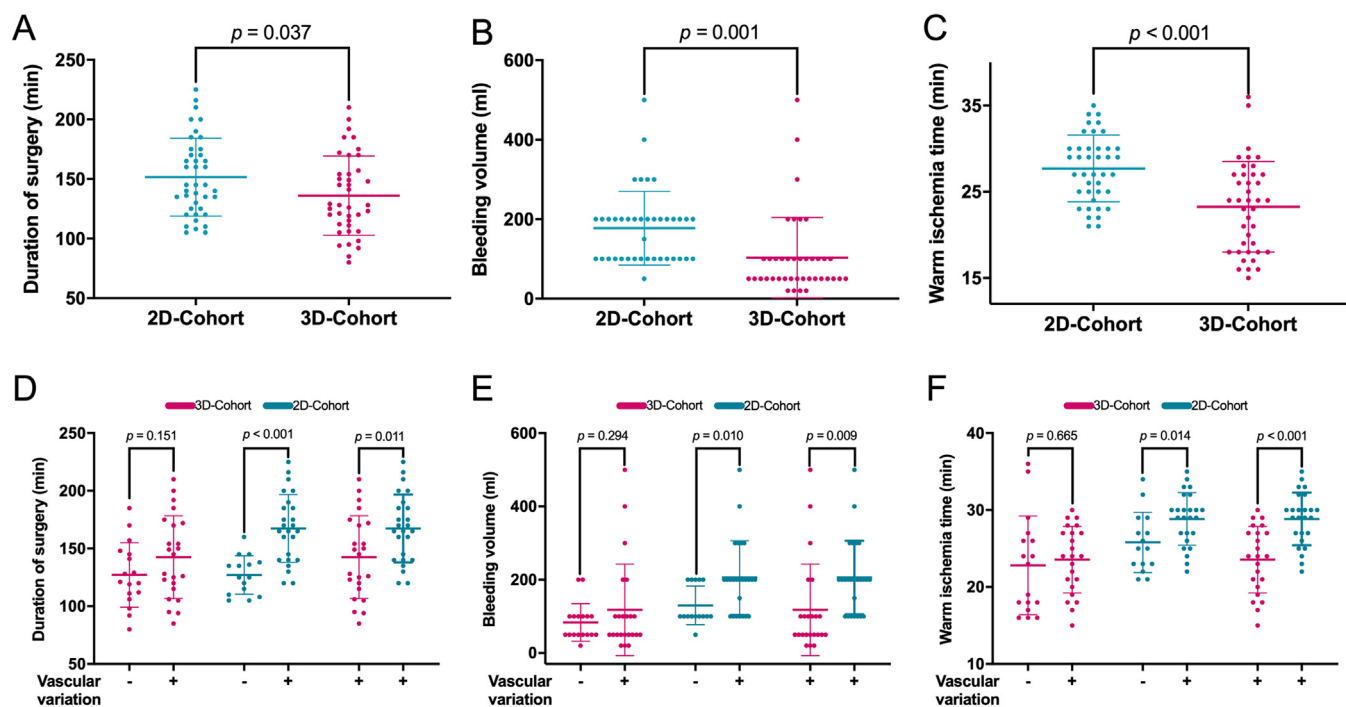 A
p = 0.037
Duration of surgery (min)
250
200
150
100
50
2D-Cohort
3D-Cohort
B
p = 0.001
Bleeding volume (ml)
600
400
200
0
2D-Cohort
3D-Cohort
C
p < 0.001
Warm ischemia time (min)
35
25
15
2D-Cohort
3D-Cohort
D
3D-Cohort
2D-Cohort
p = 0.151
p < 0.001
p = 0.011
Duration of surgery (min)
250
200
150
100
50
Vascular
variation
- + - + + +
E
3D-Cohort
2D-Cohort
p = 0.294
p = 0.010
p = 0.009
Bleeding volume (ml)
600
400
200
0
Vascular
variation
- + - + + +
F
3D-Cohort
2D-Cohort
p = 0.665
p = 0.014
p < 0.001
Warm ischemia time (min)
40
30
20
10
Vascular
variation
- + - + + +